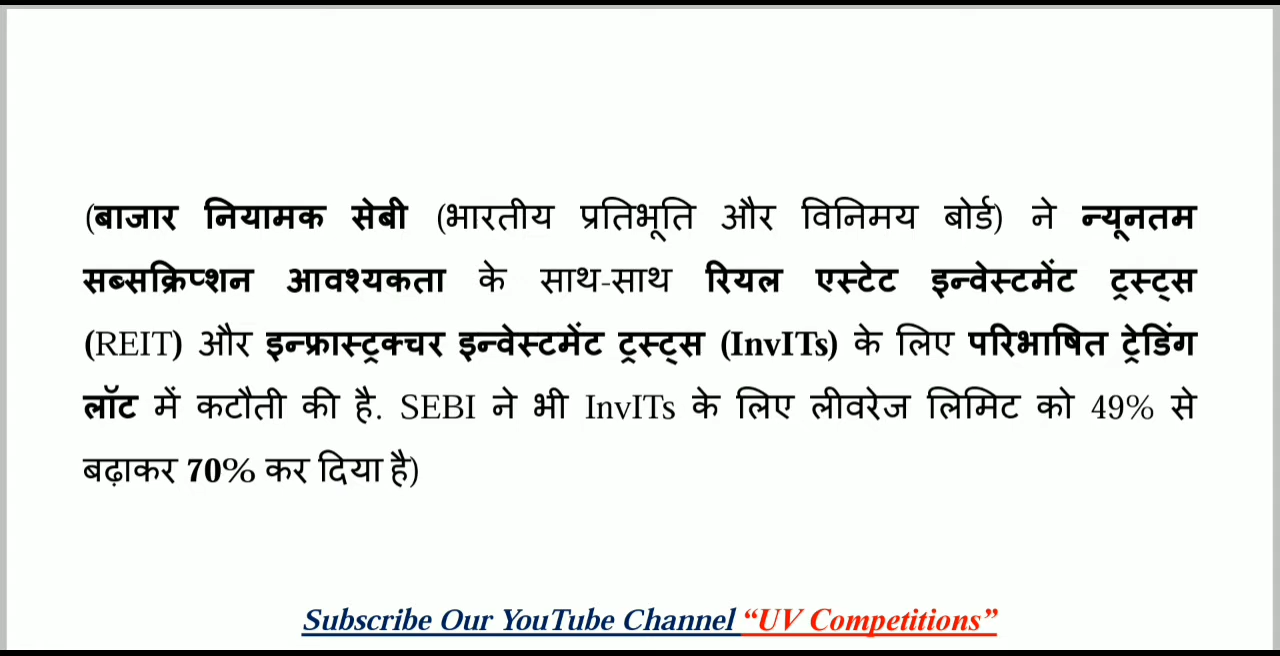 (बाजार नियामक सेबी (भारतीय प्रतिभूति और विनिमय बोर्ड) ने न्यूनतम
सब्सक्रिप्शन आवश्यकता के साथ-साथ रियल एस्टेट इन्वेस्टमेंट ट्रस्ट्स
(REIT) और इन्फ्रास्ट्रक्चर इन्वेस्टमेंट ट्रस्ट्स (InvITs) के लिए परिभाषित ट्रेडिंग
लॉट में कटौती की है. SEBI ने भी InvITs के लिए लीवरेज लिमिट को 49% से
बढ़ाकर 70% कर दिया है)
Subscribe Our YouTube Channel “UV Competitions”